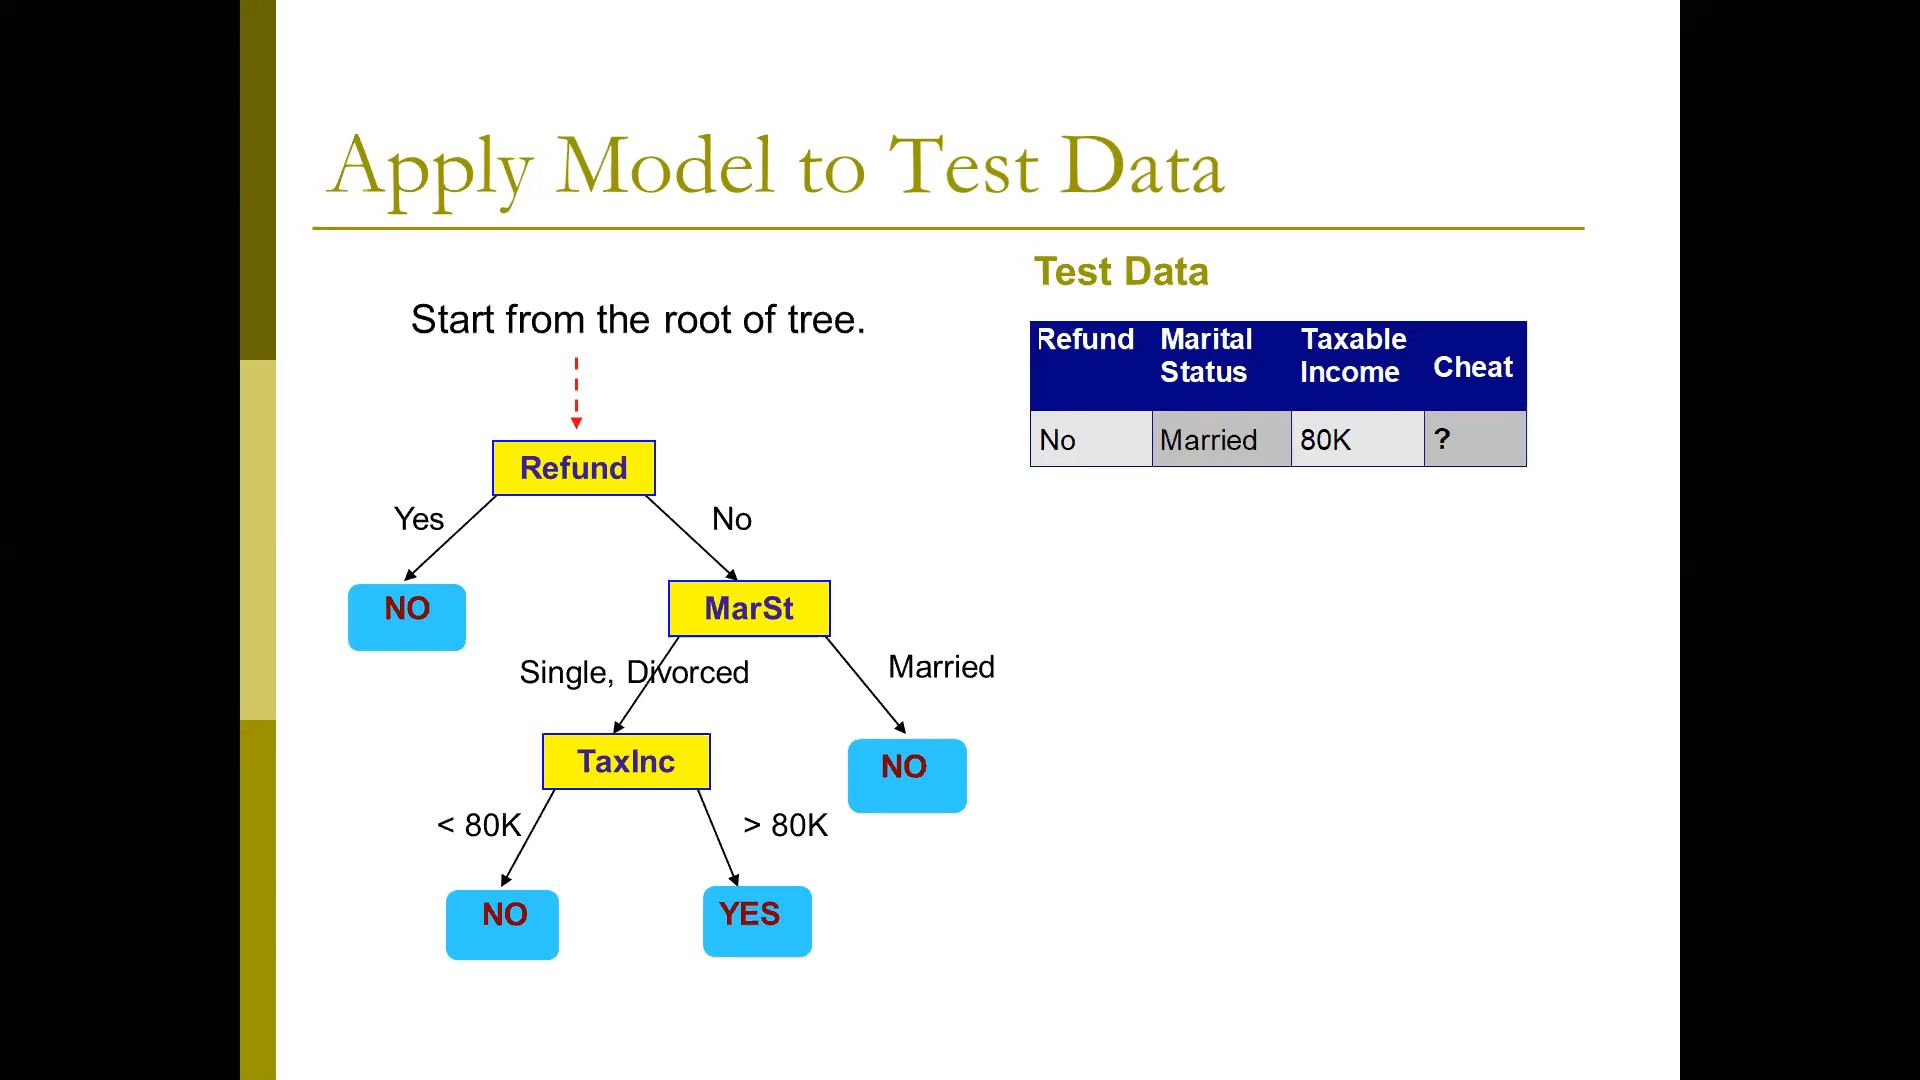 Apply Model to Test Data
Start from the root of tree.
Refund
Yes
No
NO
MarSt
Single, Divorced
Married
TaxInc
NO
< 80K
> 80K
NO
YES
Test Data
Refund Marital Status Taxable Income Cheat
No Married 80K ?